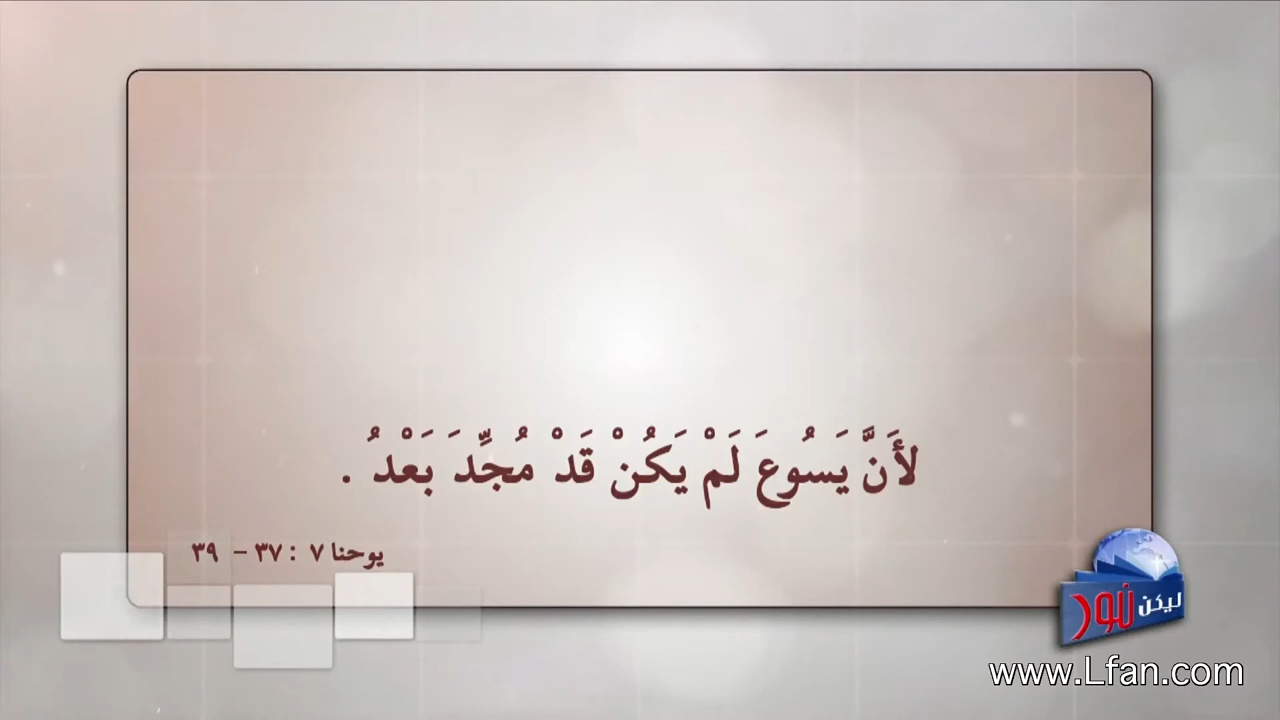 لأَنَّ يَسُوعَ لَمْ يَكُنْ قَدْ مُجِّدَ بَعْدُ .
يوحنا ٧ : ٣٧ – ٣٩
ليكن نور
www.Lfan.com